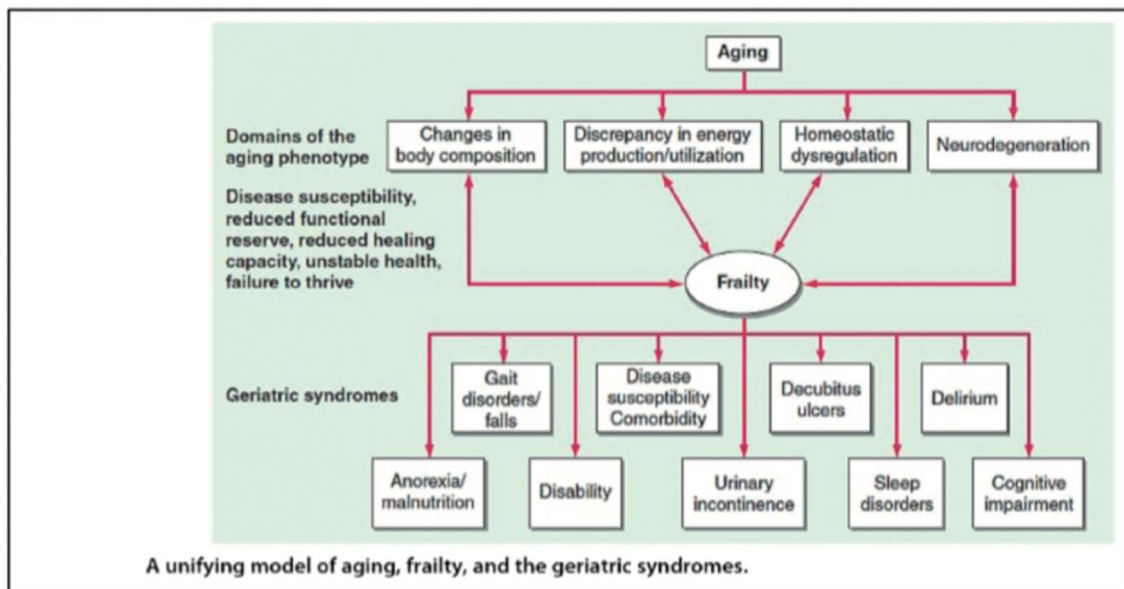 Aging
Domains of the
aging phenotype
Changes in
body composition
Discrepancy in energy
production/utilization
Homeostatic
dysregulation
Neurodegeneration
Disease susceptibility,
reduced functional
reserve, reduced healing
capacity, unstable health,
failure to thrive
Frailty
Geriatric syndromes
Gait
disorders/
falls
Disease
susceptibility
Comorbidity
Decubitus
ulcers
Delirium
Anorexia/
malnutrition
Disability
Urinary
incontinence
Sleep
disorders
Cognitive
impairment
A unifying model of aging, frailty, and the geriatric syndromes.